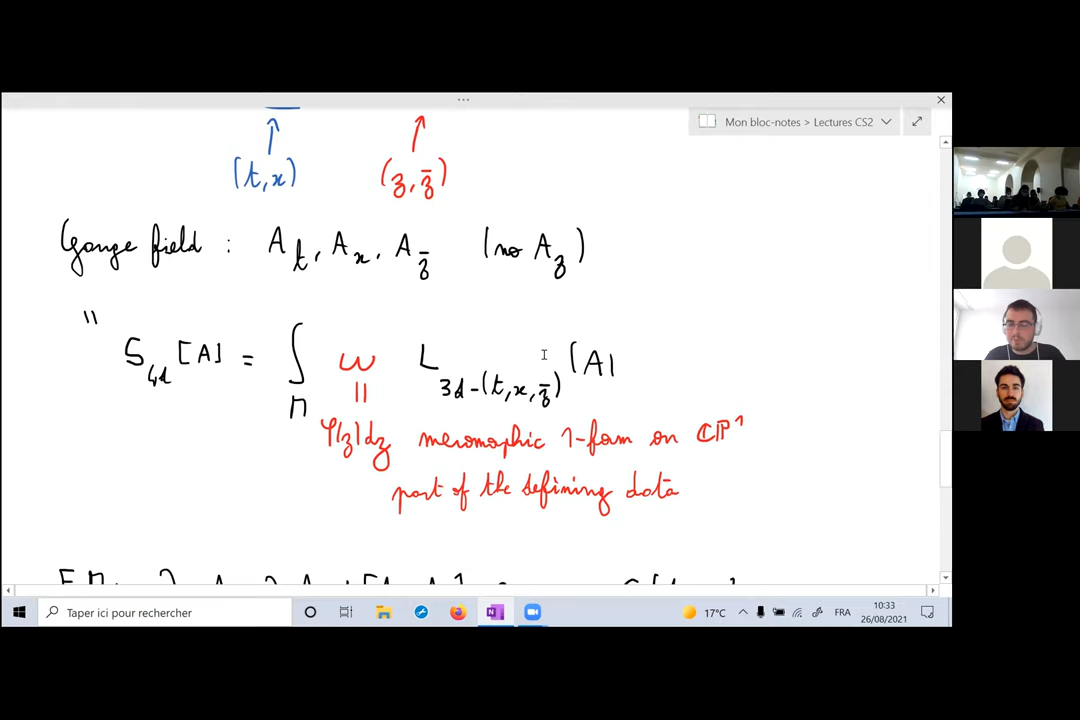 Mon bloc-notes > Lectures CS2
(t, x) (z, z̄)
Gauge field : A_t, A_x, A_z̄ (no A_z)
" S_4d [A] = ∫_M ω L_3d-(t,x,z̄) [A]
||
φ(z)dz meromophic 1-form on CP¹
part of the defining data
Taper ici pour rechercher
17°C
FRA
10:33
26/08/2021